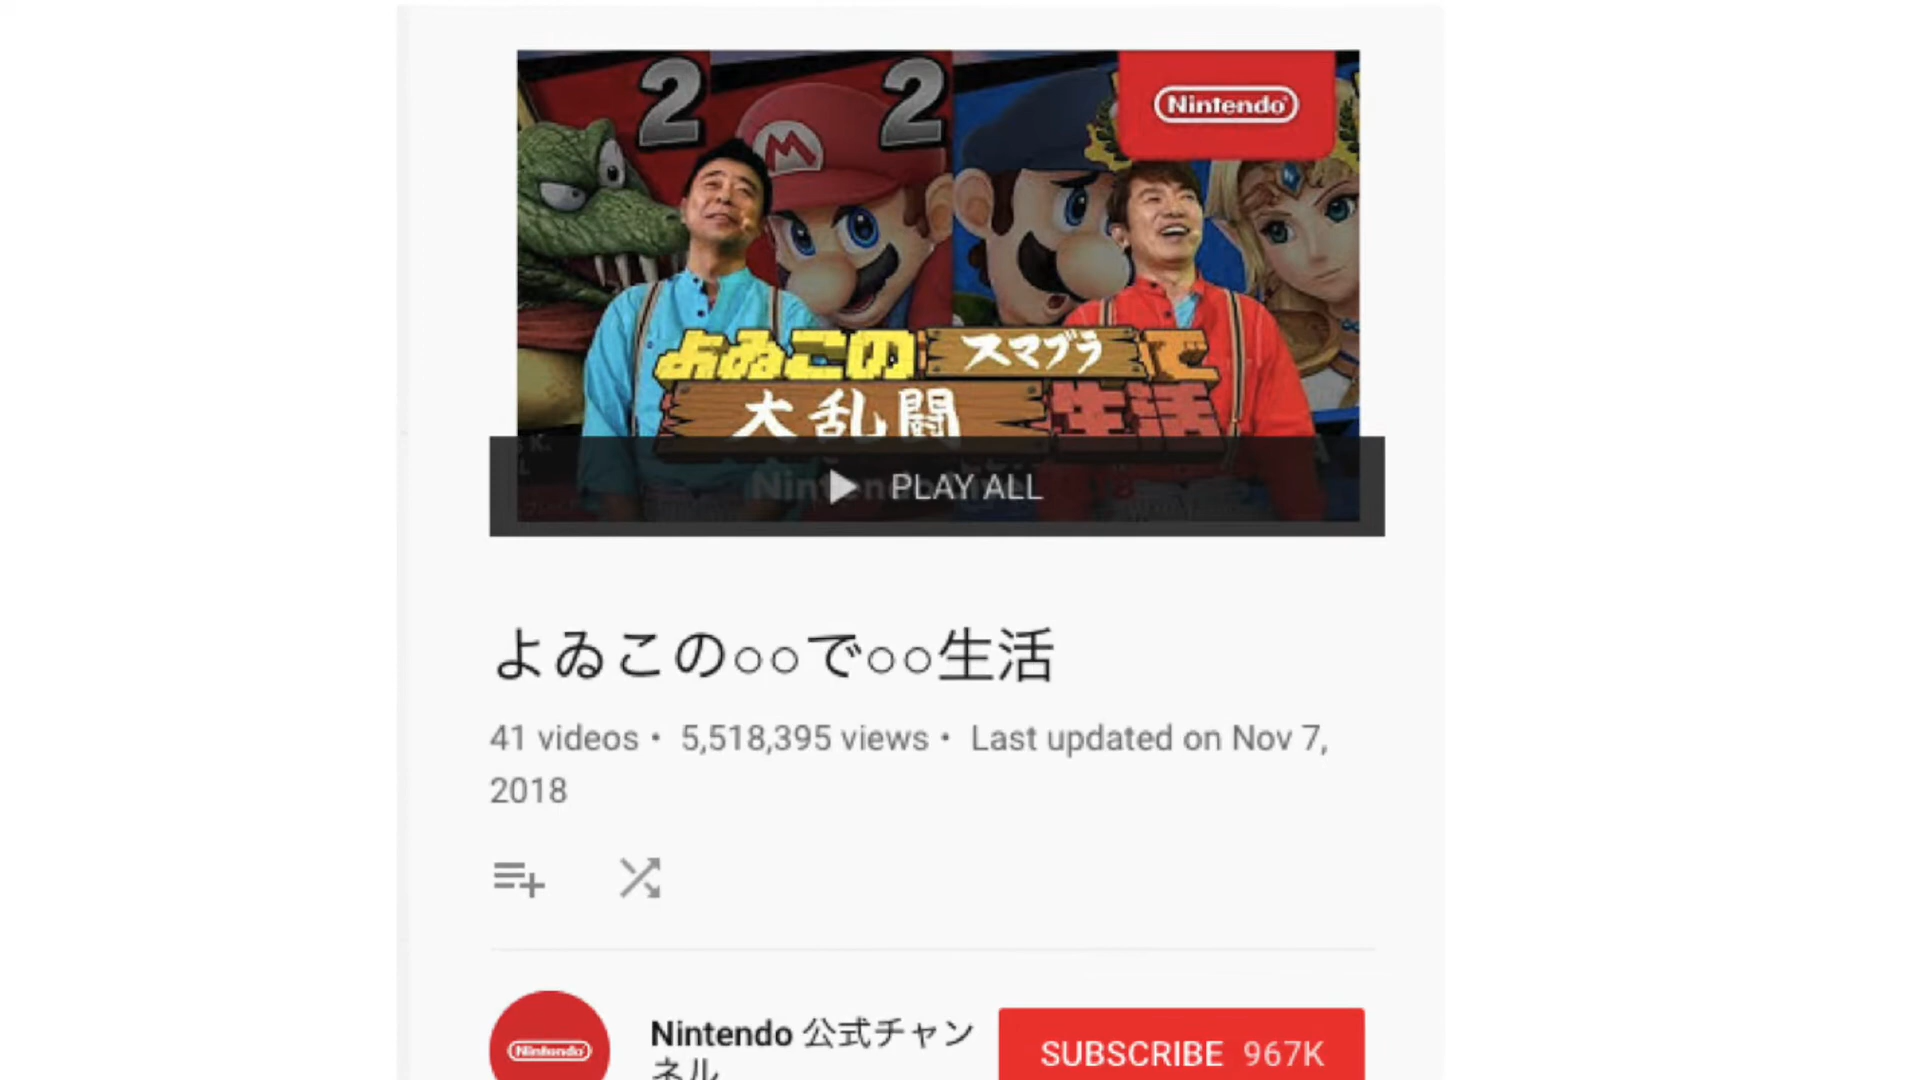 2 2
Nintendo
よゐこのスマブラで
大乱闘生活
PLAY ALL
よゐこの○○で○○生活
41 videos • 5,518,395 views • Last updated on Nov 7,
2018
Nintendo 公式チャン
ネル
Nintendo
SUBSCRIBE 967K